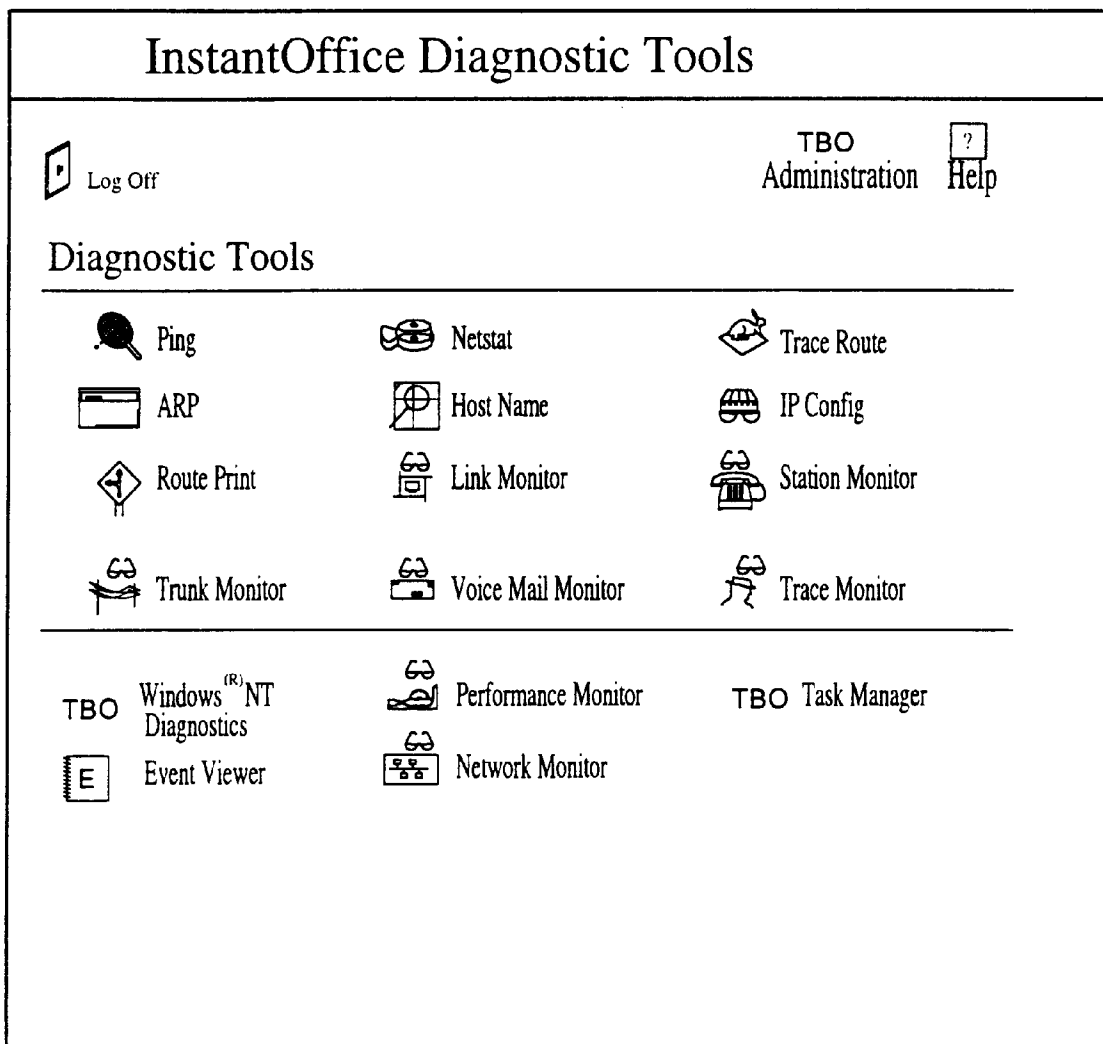 InstantOffice Diagnostic Tools
Log Off
TBO
Administration
?
Help
Diagnostic Tools
Ping
Netstat
Trace Route
ARP
Host Name
IP Config
Route Print
Link Monitor
Station Monitor
Trunk Monitor
Voice Mail Monitor
Trace Monitor
TBO
Windows(R)NT
Diagnostics
Performance Monitor
TBO Task Manager
E
Event Viewer
Network Monitor